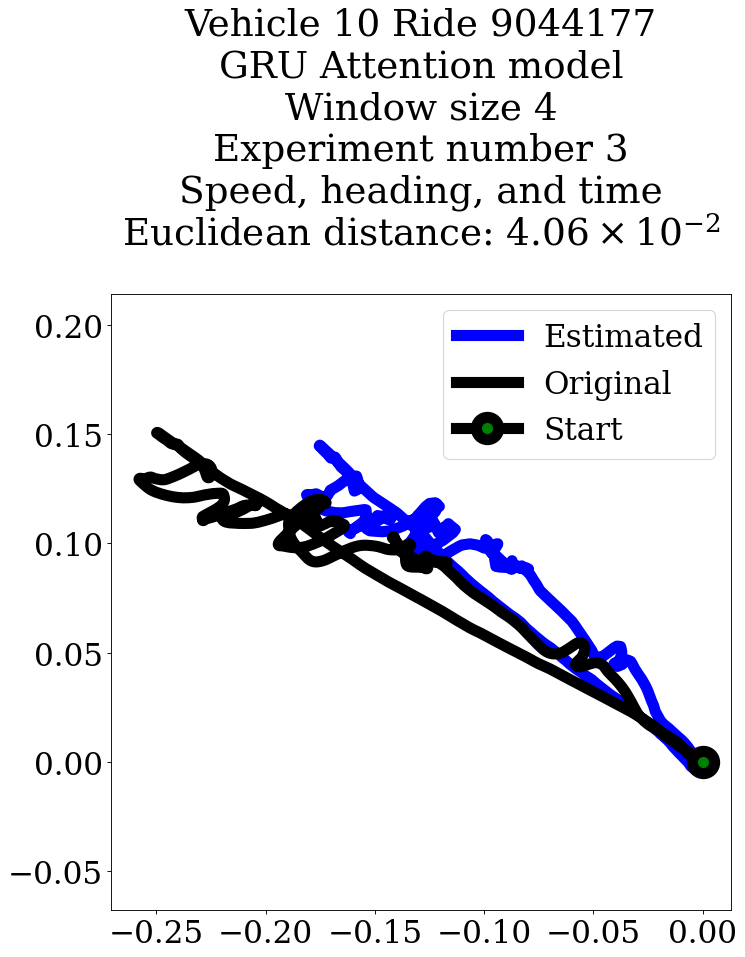 Vehicle 10 Ride 9044177
GRU Attention model
Window size 4
Experiment number 3
Speed, heading, and time
Euclidean distance: 4.06 × 10⁻²
Estimated
Original
Start
0.20
0.15
0.10
0.05
0.00
−0.05
−0.25 −0.20 −0.15 −0.10 −0.05 0.00